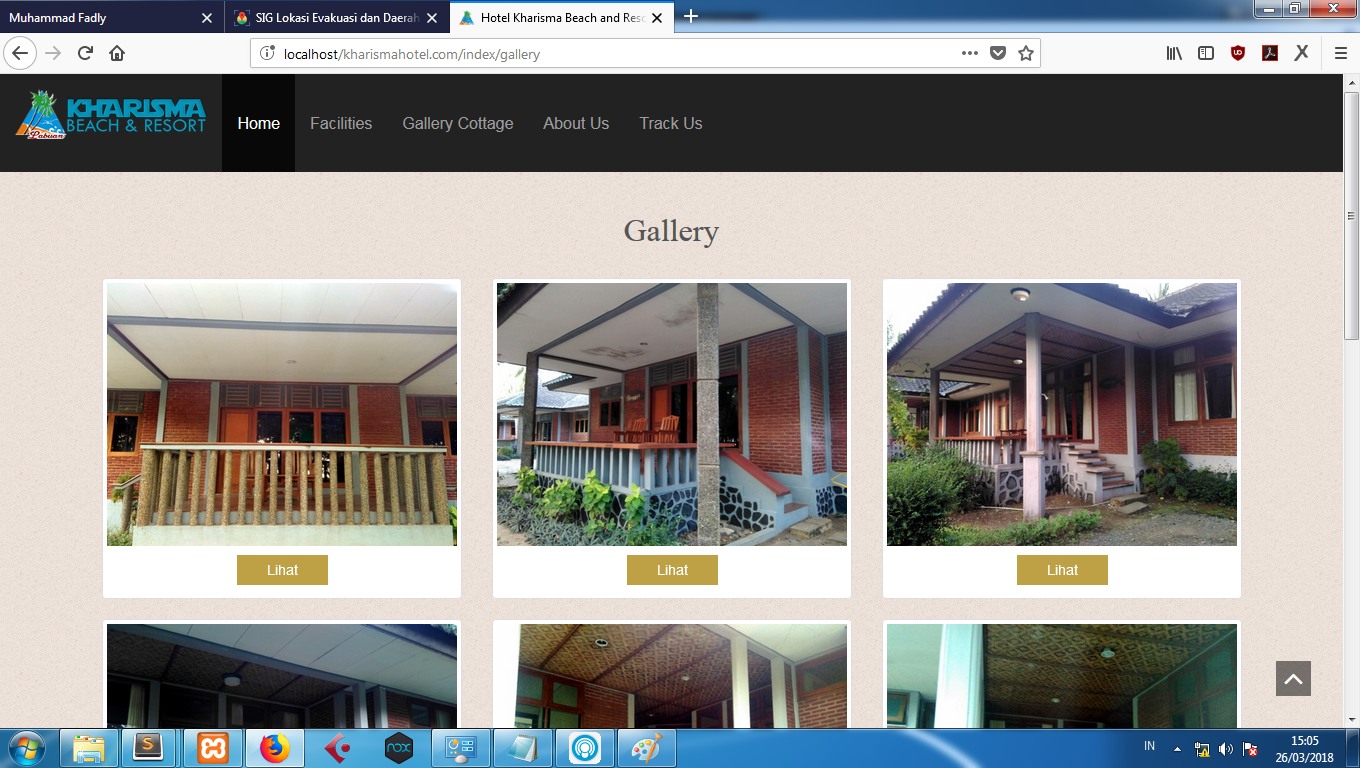 Muhammad Fadly
SIG Lokasi Evakuasi dan Daerah
Hotel Kharisma Beach and Reso
localhost/kharismahotel.com/index/gallery
KHARISMA
BEACH & RESORT
Pabuan
Home
Facilities
Gallery Cottage
About Us
Track Us
Gallery
Lihat
Lihat
Lihat
nox
IN
15:05
26/03/2018